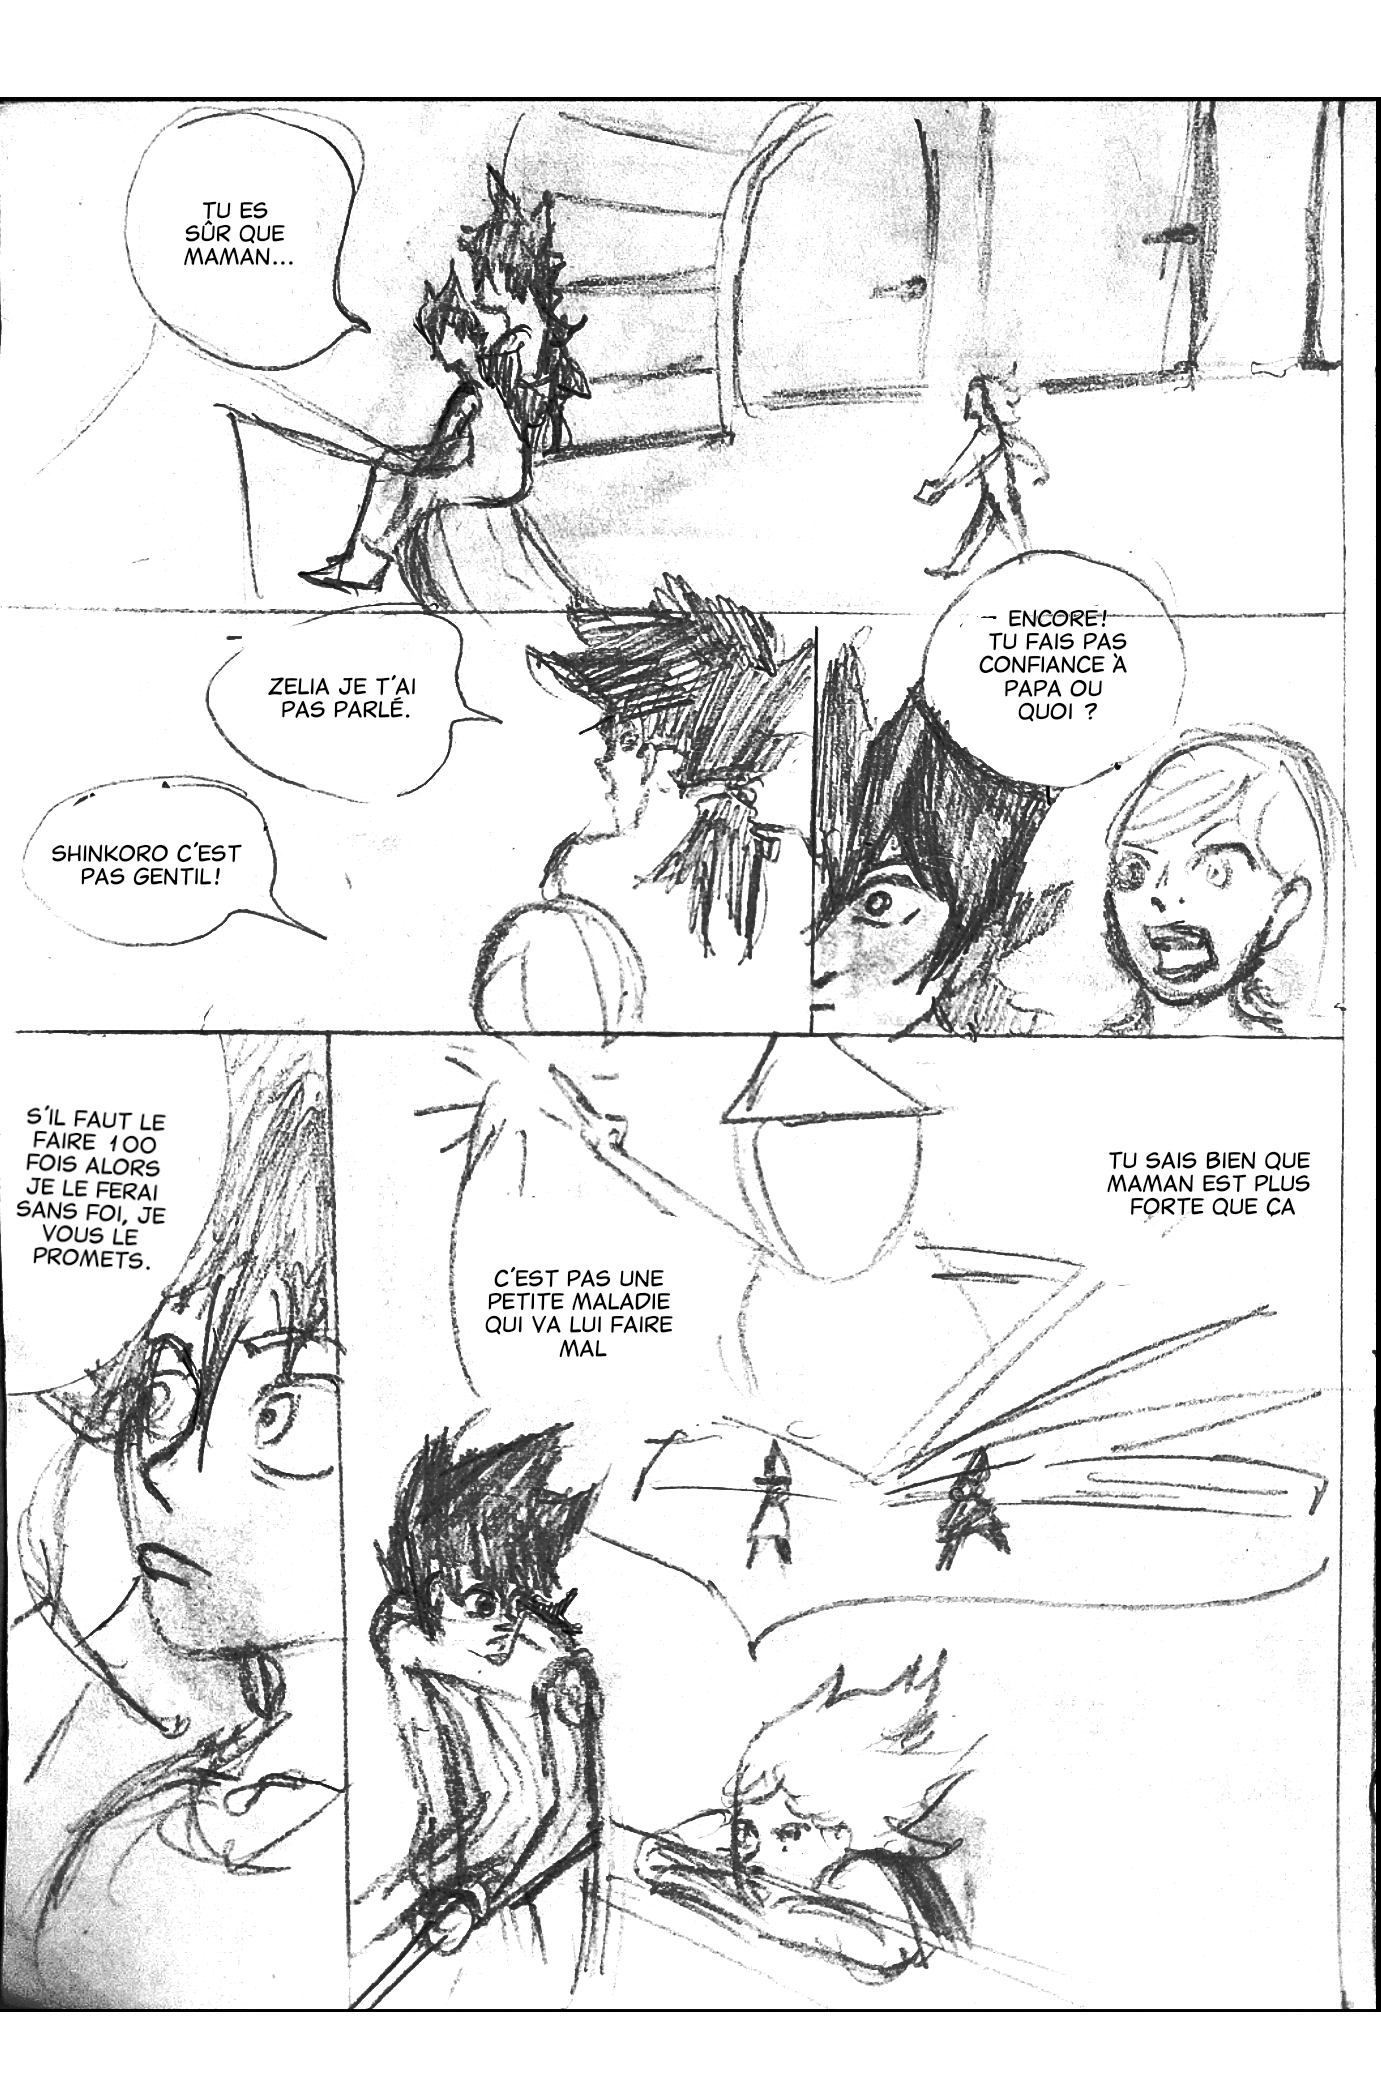 TU ES
SÛR QUE
MAMAN...
ZELIA JE T'AI
PAS PARLÉ.
SHINKORO C'EST
PAS GENTIL!
ENCORE!
TU FAIS PAS
CONFIANCE À
PAPA OU
QUOI ?
S'IL FAUT LE
FAIRE 100
FOIS ALORS
JE LE FERAI
SANS FOI, JE
VOUS LE
PROMETS.
C'EST PAS UNE
PETITE MALADIE
QUI VA LUI FAIRE
MAL
TU SAIS BIEN QUE
MAMAN EST PLUS
FORTE QUE ÇA